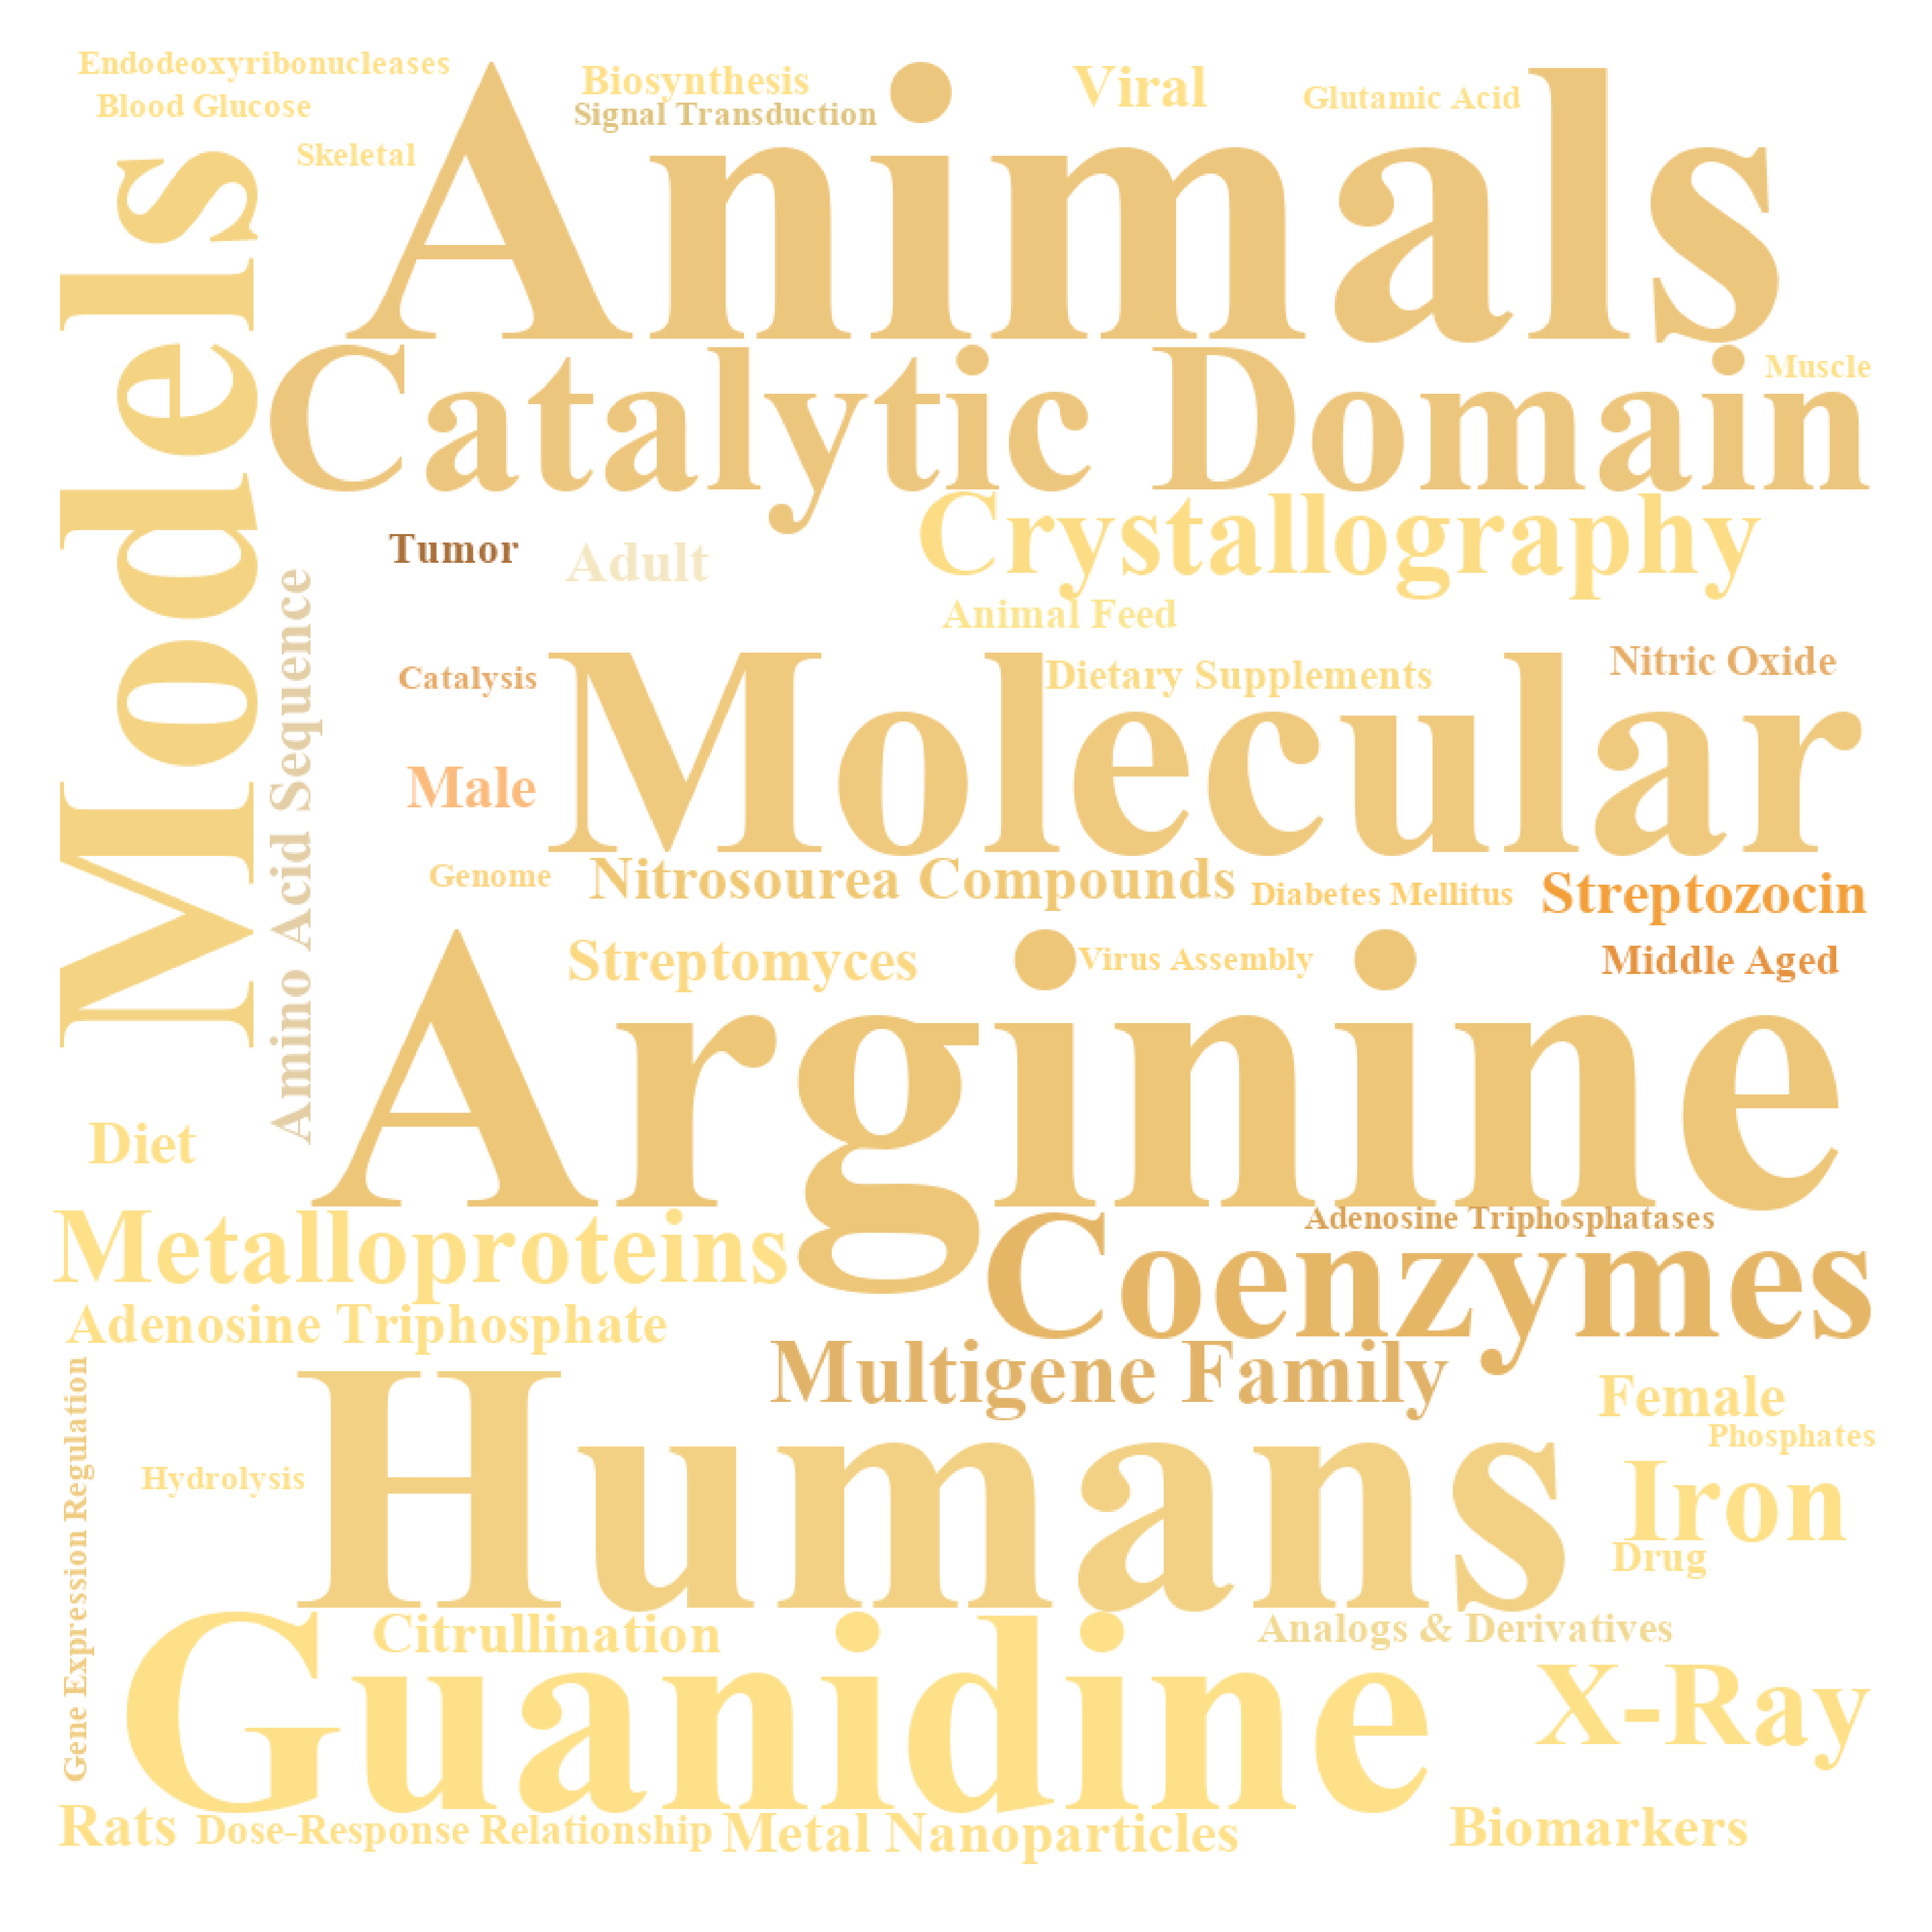 Endodeoxyribonucleases
Blood Glucose
Skeletal
Biosynthesis
Signal Transduction
Viral
Glutamic Acid
Animals
Models
Catalytic Domain
Muscle
Crystallography
Tumor
Adult
Animal Feed
Amino Acid Sequence
Catalysis
Molecular
Dietary Supplements
Nitric Oxide
Male
Genome
Nitrosourea Compounds
Diabetes Mellitus
Streptozocin
Streptomyces
Virus Assembly
Middle Aged
Arginine
Diet
Metalloproteins
Adenosine Triphosphatases
Coenzymes
Adenosine Triphosphate
Multigene Family
Gene Expression Regulation
Humans
Female
Phosphates
Hydrolysis
Iron
Drug
Citrullination
Analogs & Derivatives
Guanidine
X-Ray
Rats
Dose-Response Relationship
Metal Nanoparticles
Biomarkers